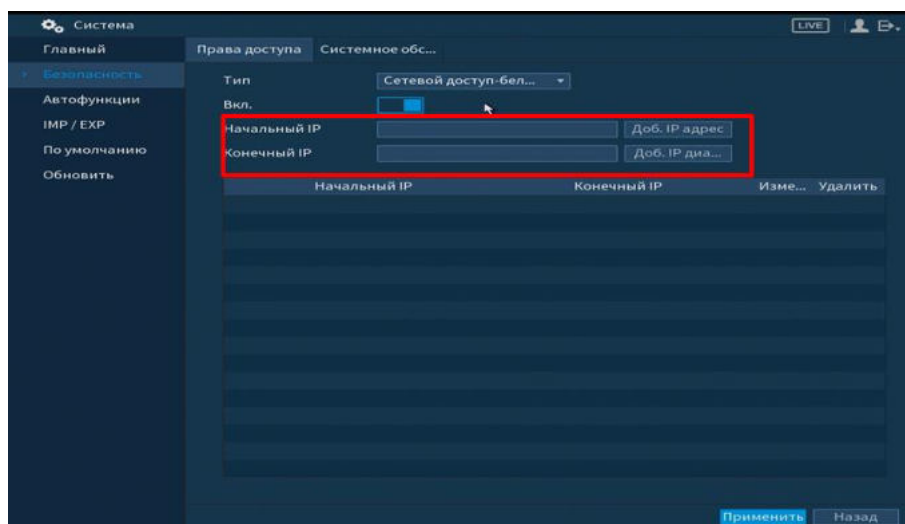 Система LIVE
Главный Права доступа Системное обс...
Безопасность Тип Сетевой доступ-бел...
Автофункции Вкл.
IMP / EXP Начальный IP Доб. IP адрес
По умолчанию Конечный IP Доб. IP диа...
Обновить
Начальный IP Конечный IP Изме... Удалить
Применить Назад